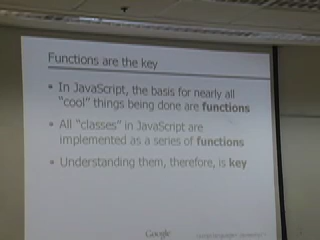 Functions are the key
• In JavaScript, the basis for nearly all
“cool” things being done are functions
• All “classes” in JavaScript are
implemented as a series of functions
• Understanding them, therefore, is key
Google